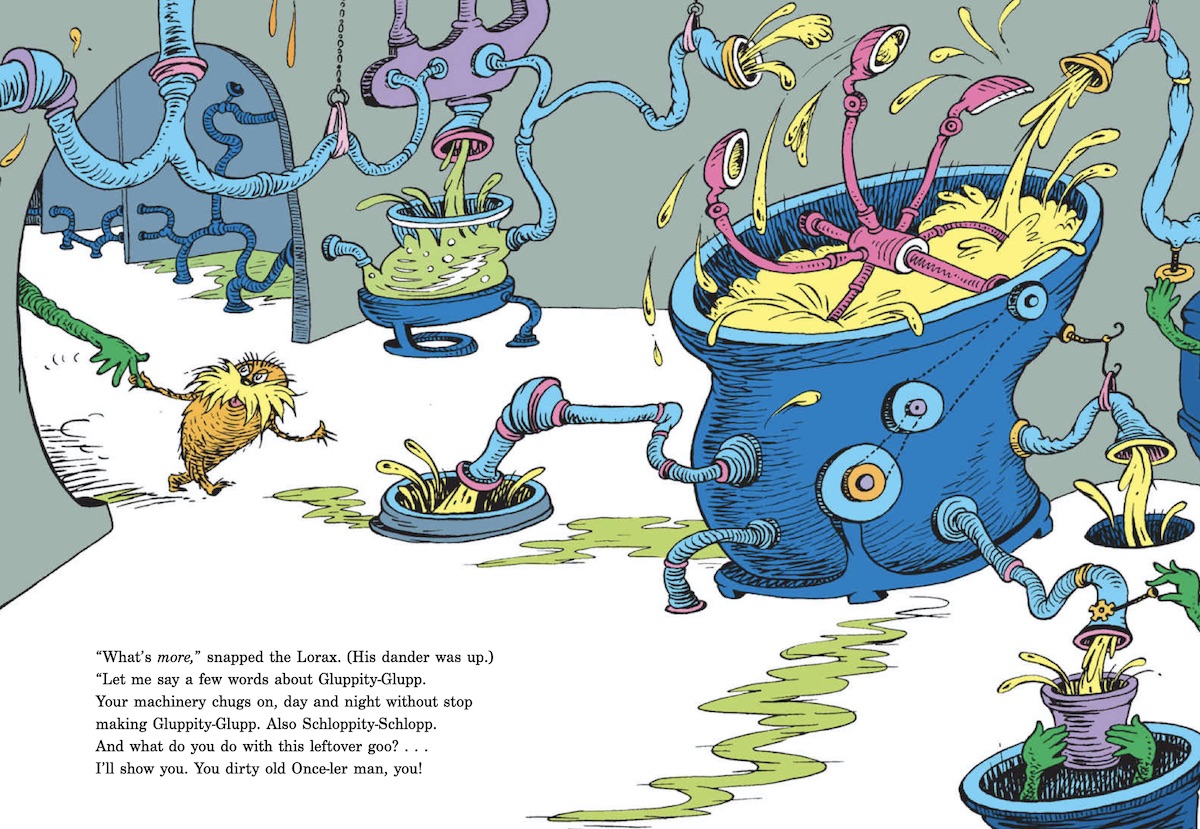 “What’s more,” snapped the Lorax. (His dander was up.)
“Let me say a few words about Gluppity-Glupp.
Your machinery chugs on, day and night without stop
making Gluppity-Glupp. Also Schloppity-Schlopp.
And what do you do with this leftover goo? . . .
I’ll show you. You dirty old Once-ler man, you!